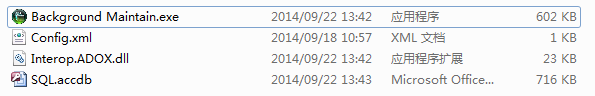 Background Maintain.exe 2014/09/22 13:42 应用程序 602 KB
Config.xml 2014/09/18 10:57 XML 文档 1 KB
Interop.ADOX.dll 2014/09/22 13:42 应用程序扩展 23 KB
SQL.accdb 2014/09/22 13:43 Microsoft Office... 716 KB